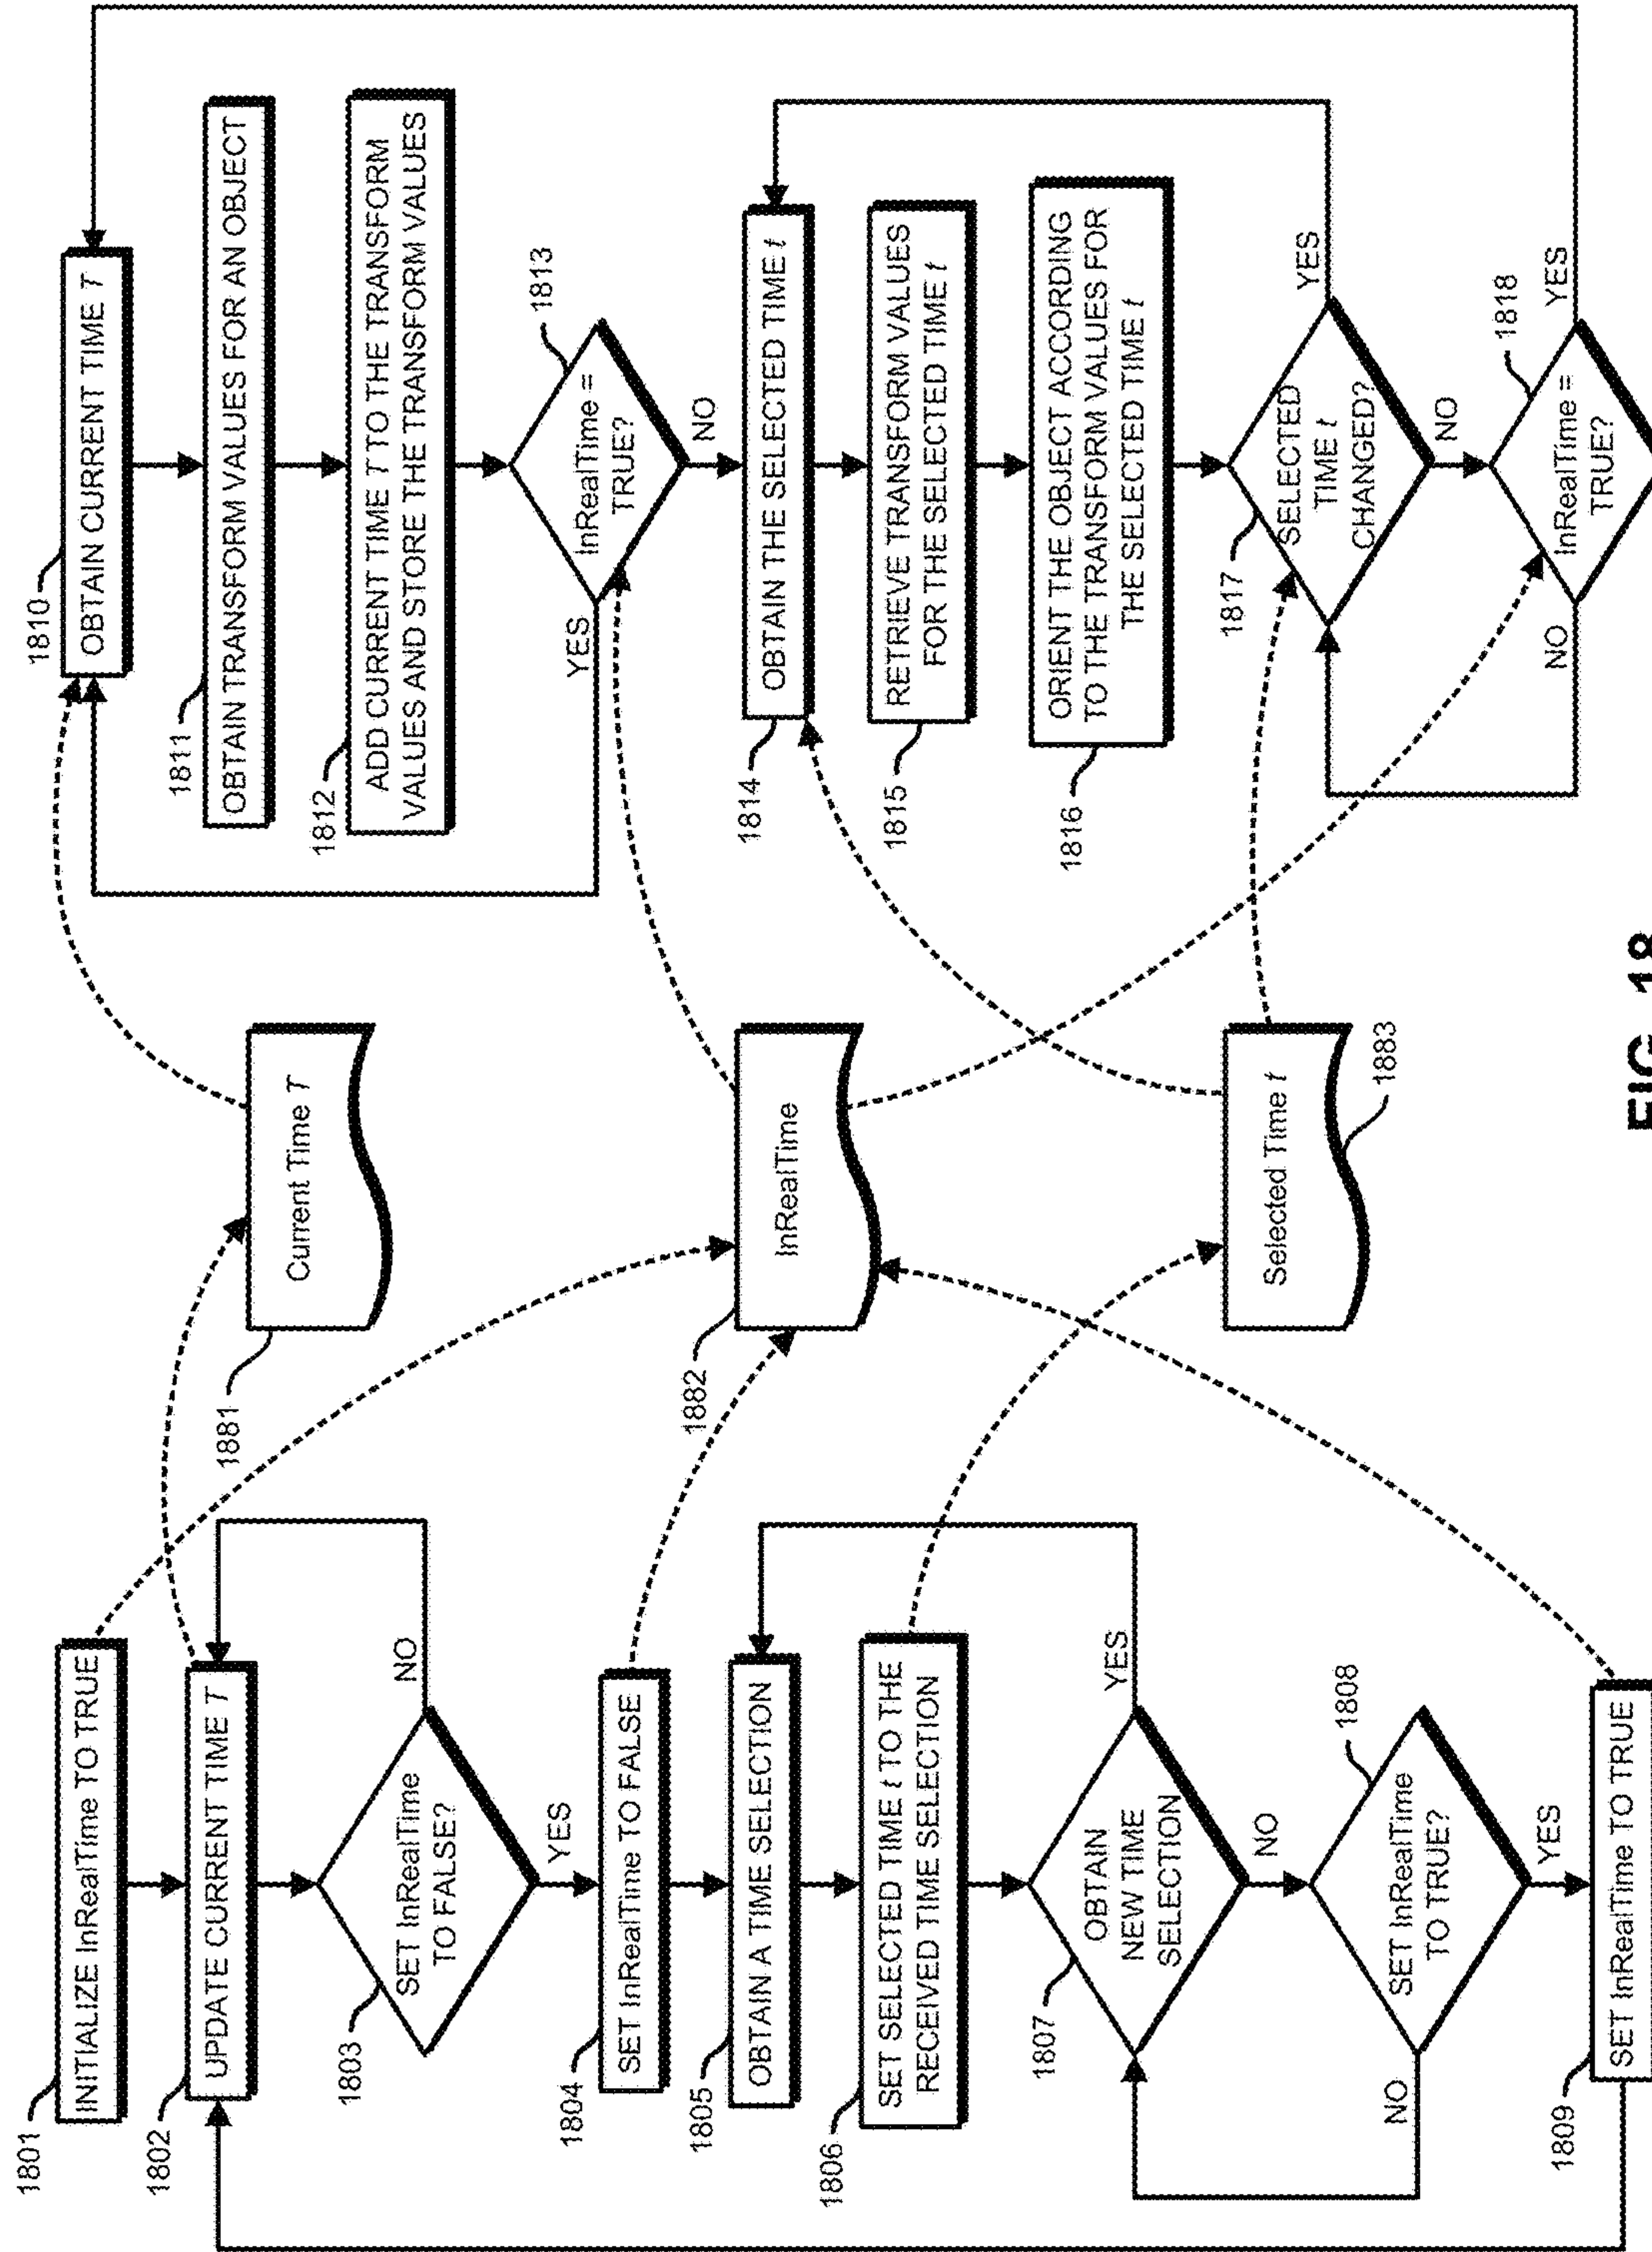 1801
INITIALIZE InRealTime TO TRUE
1802
UPDATE CURRENT TIME T
1803
SET InRealTime
TO FALSE?
NO
YES
1804
SET InRealTime TO FALSE
1805
OBTAIN A TIME SELECTION
1806
SET SELECTED TIME t TO THE
RECEIVED TIME SELECTION
1807
OBTAIN
NEW TIME
SELECTION
YES
NO
1808
SET InRealTime
TO TRUE?
NO
YES
1809
SET InRealTime TO TRUE
1881
Current Time T
1882
InRealTime
Selected Time t
1883
1810
OBTAIN CURRENT TIME T
1811
OBTAIN TRANSFORM VALUES FOR AN OBJECT
1812
ADD CURRENT TIME T TO THE TRANSFORM
VALUES AND STORE THE TRANSFORM VALUES
1813
InRealTime =
TRUE?
YES
NO
1814
OBTAIN THE SELECTED TIME t
1815
RETRIEVE TRANSFORM VALUES
FOR THE SELECTED TIME t
1816
ORIENT THE OBJECT ACCORDING
TO THE TRANSFORM VALUES FOR
THE SELECTED TIME t
1817
SELECTED
TIME t
CHANGED?
YES
NO
1818
InRealTime =
TRUE?
NO
YES
FIG. 18